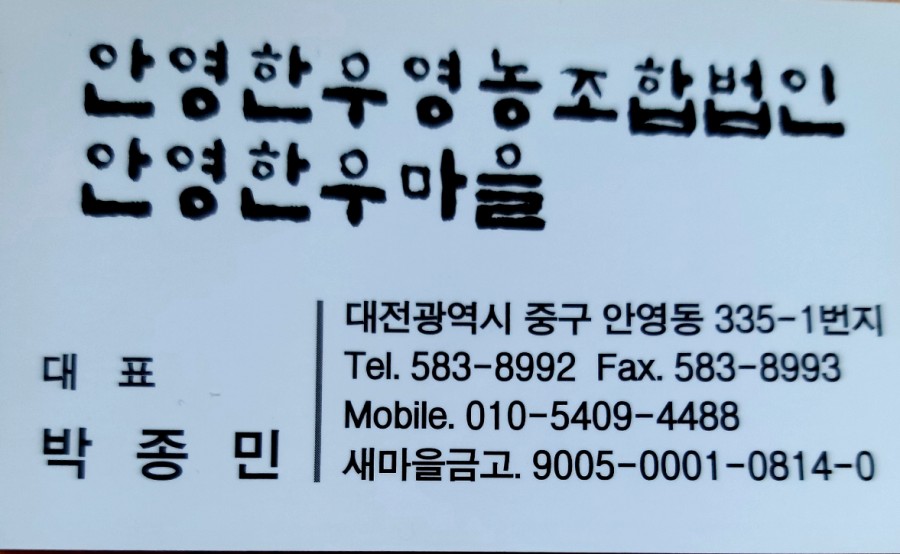 안영한우영농조합법인
안영한우마을
대 표
박 종 민
대전광역시 중구 안영동 335-1번지
Tel. 583-8992 Fax. 583-8993
Mobile. 010-5409-4488
새마을금고. 9005-0001-0814-0